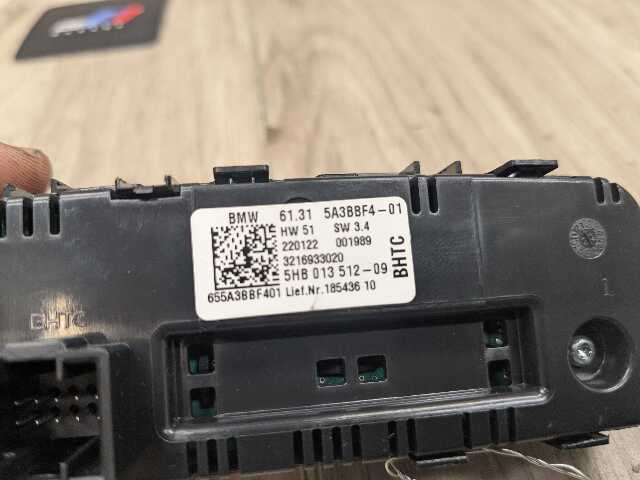 BMW 61.31 5A3BBF4-01
HW 51 SW 3.4
220122 001989
3216933020
5HB 013 512-09
655A3BBF401 Lief.Nr.185436 10
BHTC
BHTC
1